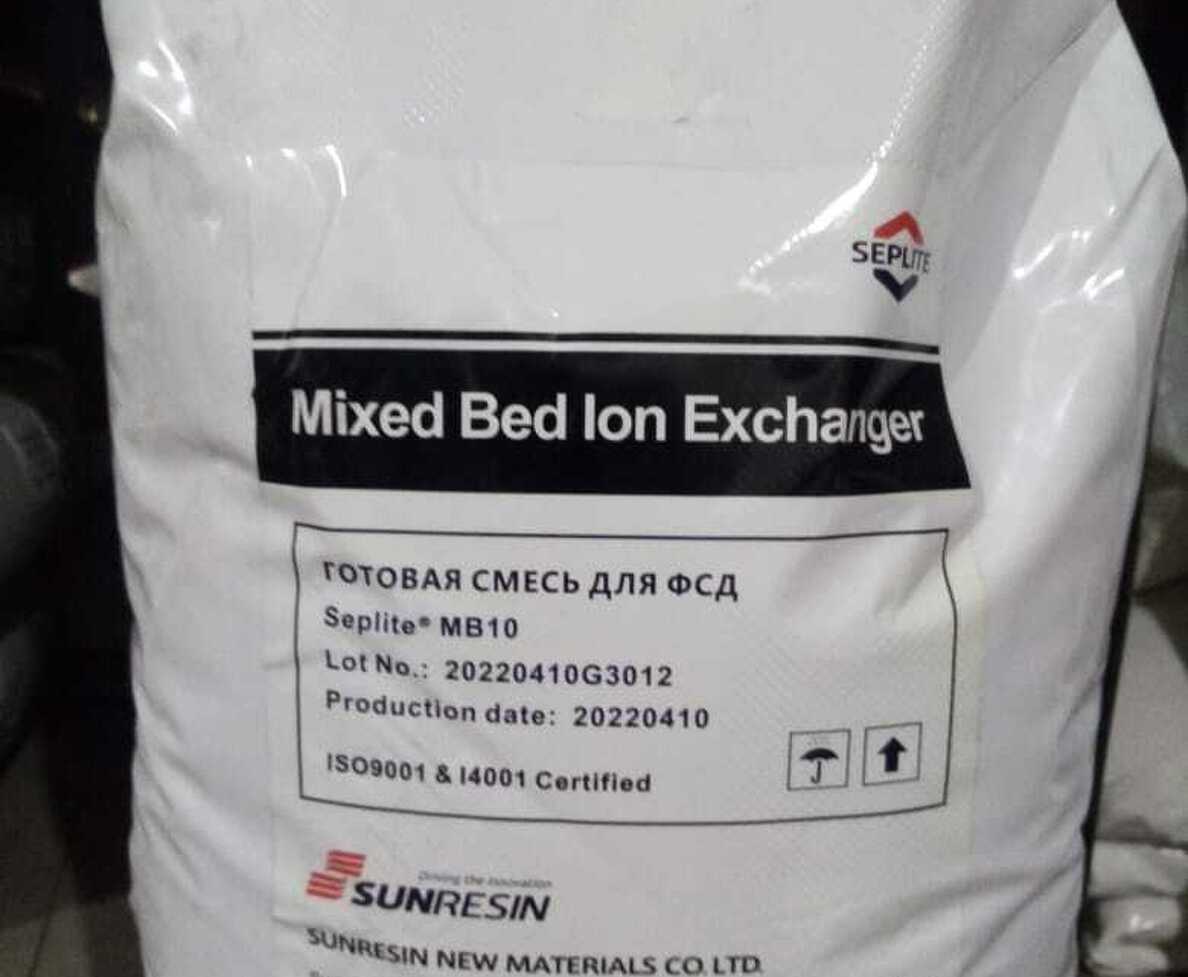 SEPLITE
Mixed Bed Ion Exchanger
ГОТОВАЯ СМЕСЬ ДЛЯ ФСД
Seplite® MB10
Lot No.: 20220410G3012
Production date: 20220410
ISO9001 & I4001 Certified
Driving the innovation
SUNRESIN
SUNRESIN NEW MATERIALS CO. LTD.